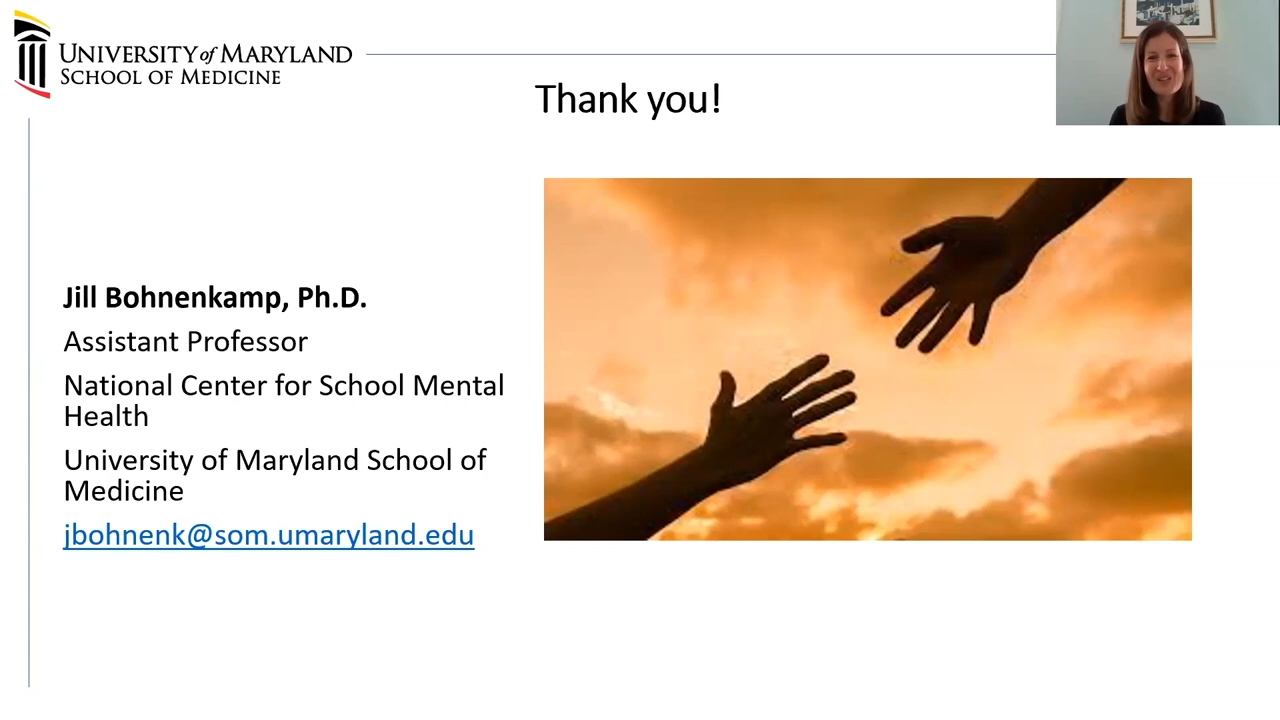 UNIVERSITY of MARYLAND
SCHOOL OF MEDICINE
Thank you!
Jill Bohnenkamp, Ph.D.
Assistant Professor
National Center for School Mental
Health
University of Maryland School of
Medicine
jbohnenk@som.umaryland.edu